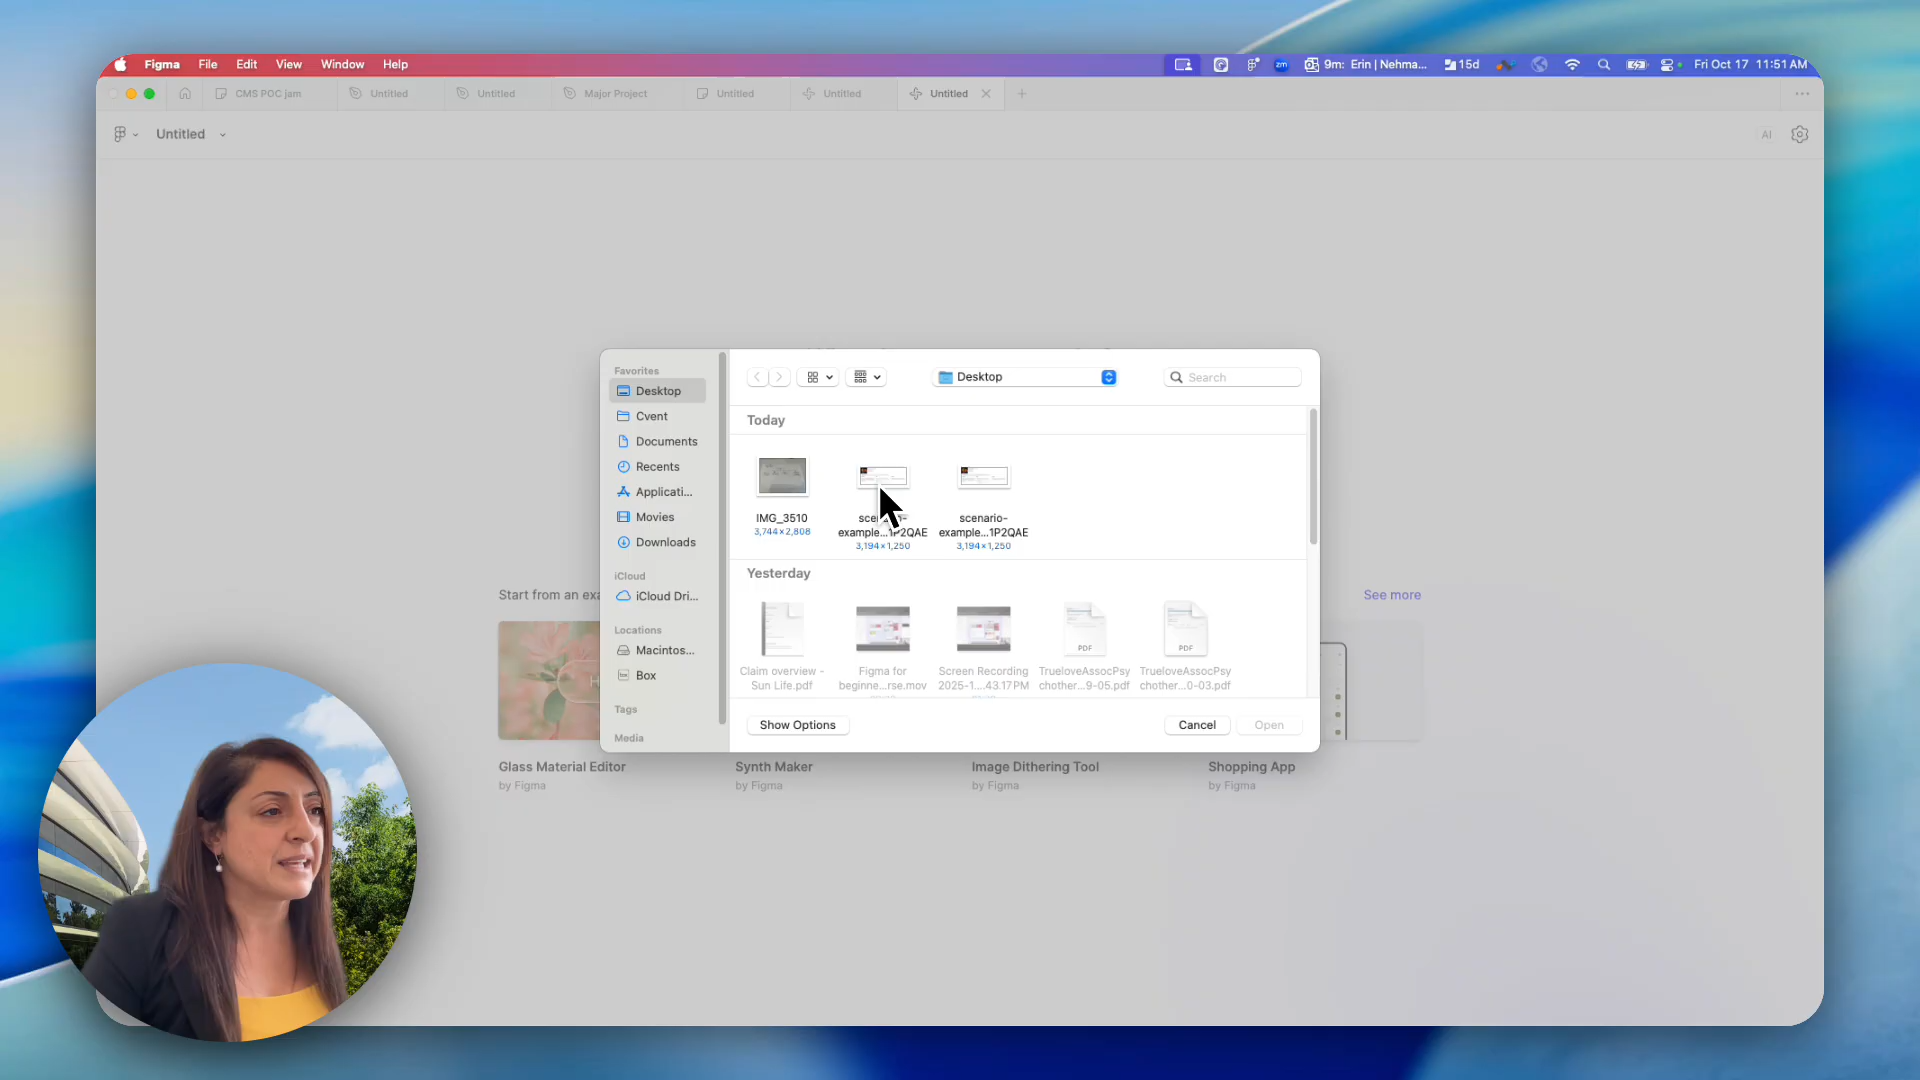 Figma File Edit View Window Help 9m: Erin | Nehma... 15d Fri Oct 17 11:51 AM
CMS POC jam Untitled Untitled Major Project Untitled Untitled Untitled
Untitled AI
Favorites
Desktop
Cvent
Documents
Recents
Applicati...
Movies
Downloads
iCloud
iCloud Dri...
Locations
Macintos...
Box
Tags
Media
Desktop Search
Today
IMG_3510
3,744×2,808
example...1P2QAE
3,194×1,250
scenario-
example...1P2QAE
3,194×1,250
Yesterday
Claim overview -
Sun Life.pdf
Figma for
beginne...rse.mov
Screen Recording
2025-1....43.17 PM
TrueloveAssocPsy
chother...9-05.pdf
TrueloveAssocPsy
chother...0-03.pdf
PDF
PDF
Show Options Cancel Open
Start from an exa
See more
Glass Material Editor
by Figma
Synth Maker
by Figma
Image Dithering Tool
by Figma
Shopping App
by Figma